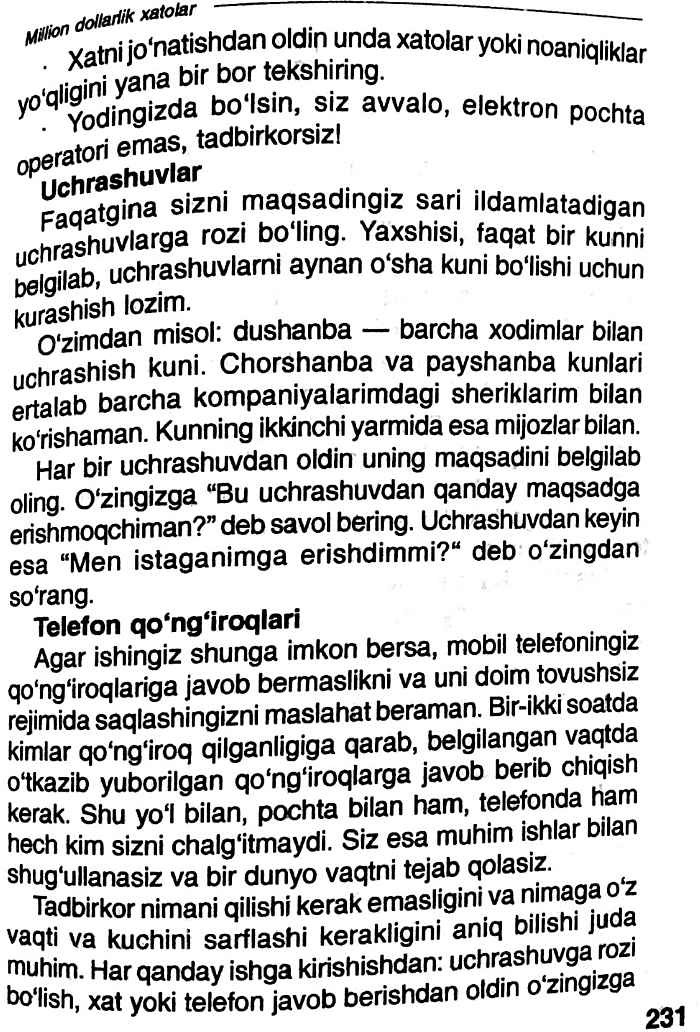 Million dollarlik xatolar
· Xatni jo‘natishdan oldin unda xatolar yoki noaniqliklar
yo‘qligini yana bir bor tekshiring.
· Yodingizda bo‘lsin, siz avvalo, elektron pochta
operatori emas, tadbirkorsiz!
Uchrashuvlar
Faqatgina sizni maqsadingiz sari ildamlatadigan
uchrashuvlarga rozi bo‘ling. Yaxshisi, faqat bir kunni
belgilab, uchrashuvlarni aynan o‘sha kuni bo‘lishi uchun
kurashish lozim.
O‘zimdan misol: dushanba — barcha xodimlar bilan
uchrashish kuni. Chorshanba va payshanba kunlari
ertalab barcha kompaniyalarimdagi sheriklarim bilan
ko‘rishaman. Kunning ikkinchi yarmida esa mijozlar bilan.
Har bir uchrashuvdan oldin uning maqsadini belgilab
oling. O‘zingizga “Bu uchrashuvdan qanday maqsadga
erishmoqchiman?” deb savol bering. Uchrashuvdan keyin
esa “Men istaganimga erishdimmi?“ deb o‘zingdan
so‘rang.
Telefon qo‘ng‘iroqlari
Agar ishingiz shunga imkon bersa, mobil telefoningiz
qo‘ng‘iroqlariga javob bermaslikni va uni doim tovushsiz
rejimida saqlashingizni maslahat beraman. Bir-ikki soatda
kimlar qo‘ng‘iroq qilganligiga qarab, belgilangan vaqtda
o‘tkazib yuborilgan qo‘ng‘iroqlarga javob berib chiqish
kerak. Shu yo‘l bilan, pochta bilan ham, telefonda ham
hech kim sizni chalg‘itmaydi. Siz esa muhim ishlar bilan
shug‘ullanasiz va bir dunyo vaqtni tejab qolasiz.
Tadbirkor nimani qilishi kerak emasligini va nimaga o‘z
vaqti va kuchini sarflashi kerakligini aniq bilishi juda
muhim. Har qanday ishga kirishishdan: uchrashuvga rozi
bo‘lish, xat yoki telefon javob berishdan oldin o‘zingizga
231